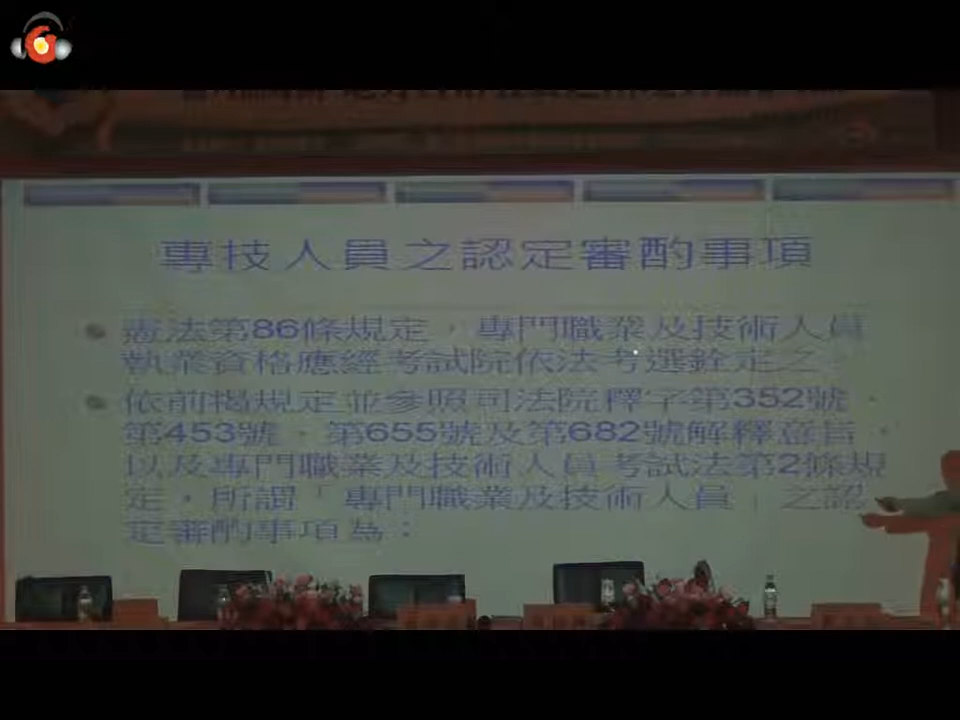 專技人員之認定審酌事項
憲法第86條規定,專門職業及技術人員
執業資格應經考試院依法考選銓定之。
依前揭規定並參照司法院釋字第352號、
第453號、第655號及第682號解釋意旨,
以及專門職業及技術人員考試法第2條規
定,所謂「專門職業及技術人員」之認
定審酌事項為: